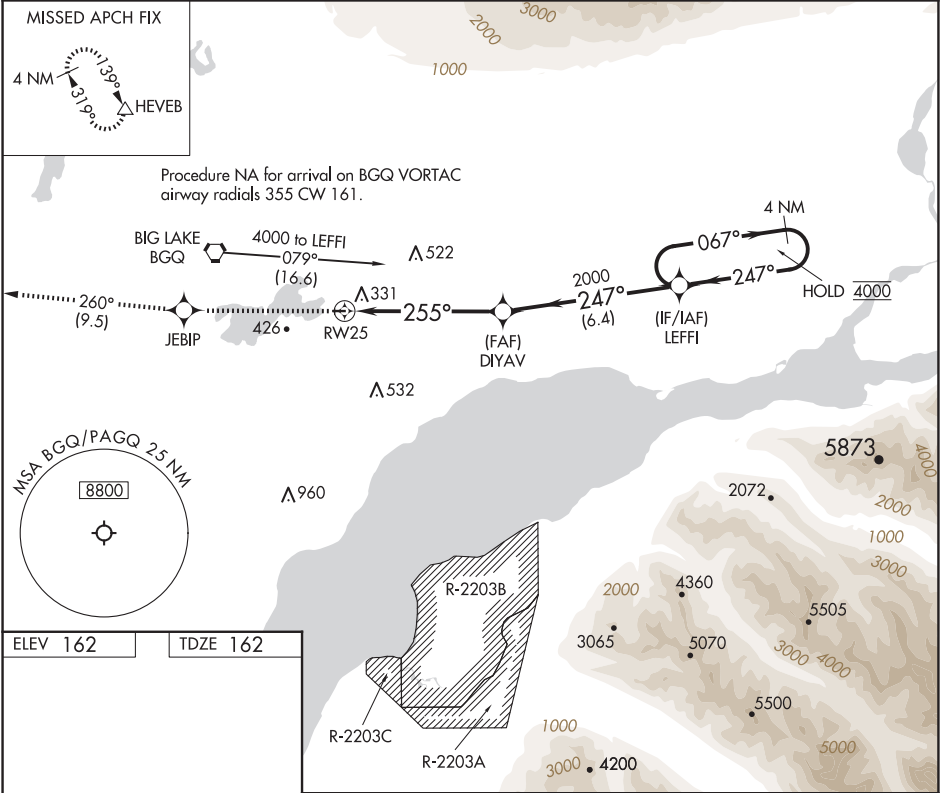 MISSED APCH FIX
4 NM
139°
319°
HEVEB
3000
2000
1000
Procedure NA for arrival on BGQ VORTAC
airway radials 355 CW 161.
BIG LAKE
BGQ
4000 to LEFFI
079°
(16.6)
522
4 NM
067°
247°
HOLD 4000
2000
247°
(6.4)
(IF/IAF)
LEFFI
260°
(9.5)
JEBIP
426
331
RW25
255°
(FAF)
DIYAV
532
MSA BGQ/PAGQ 25 NM
8800
960
5873
4000
2072
2000
1000
3000
R-2203B
2000
4360
3065
5070
5505
3000
4000
5500
5000
R-2203C
R-2203A
1000
3000
4200
ELEV 162
TDZE 162